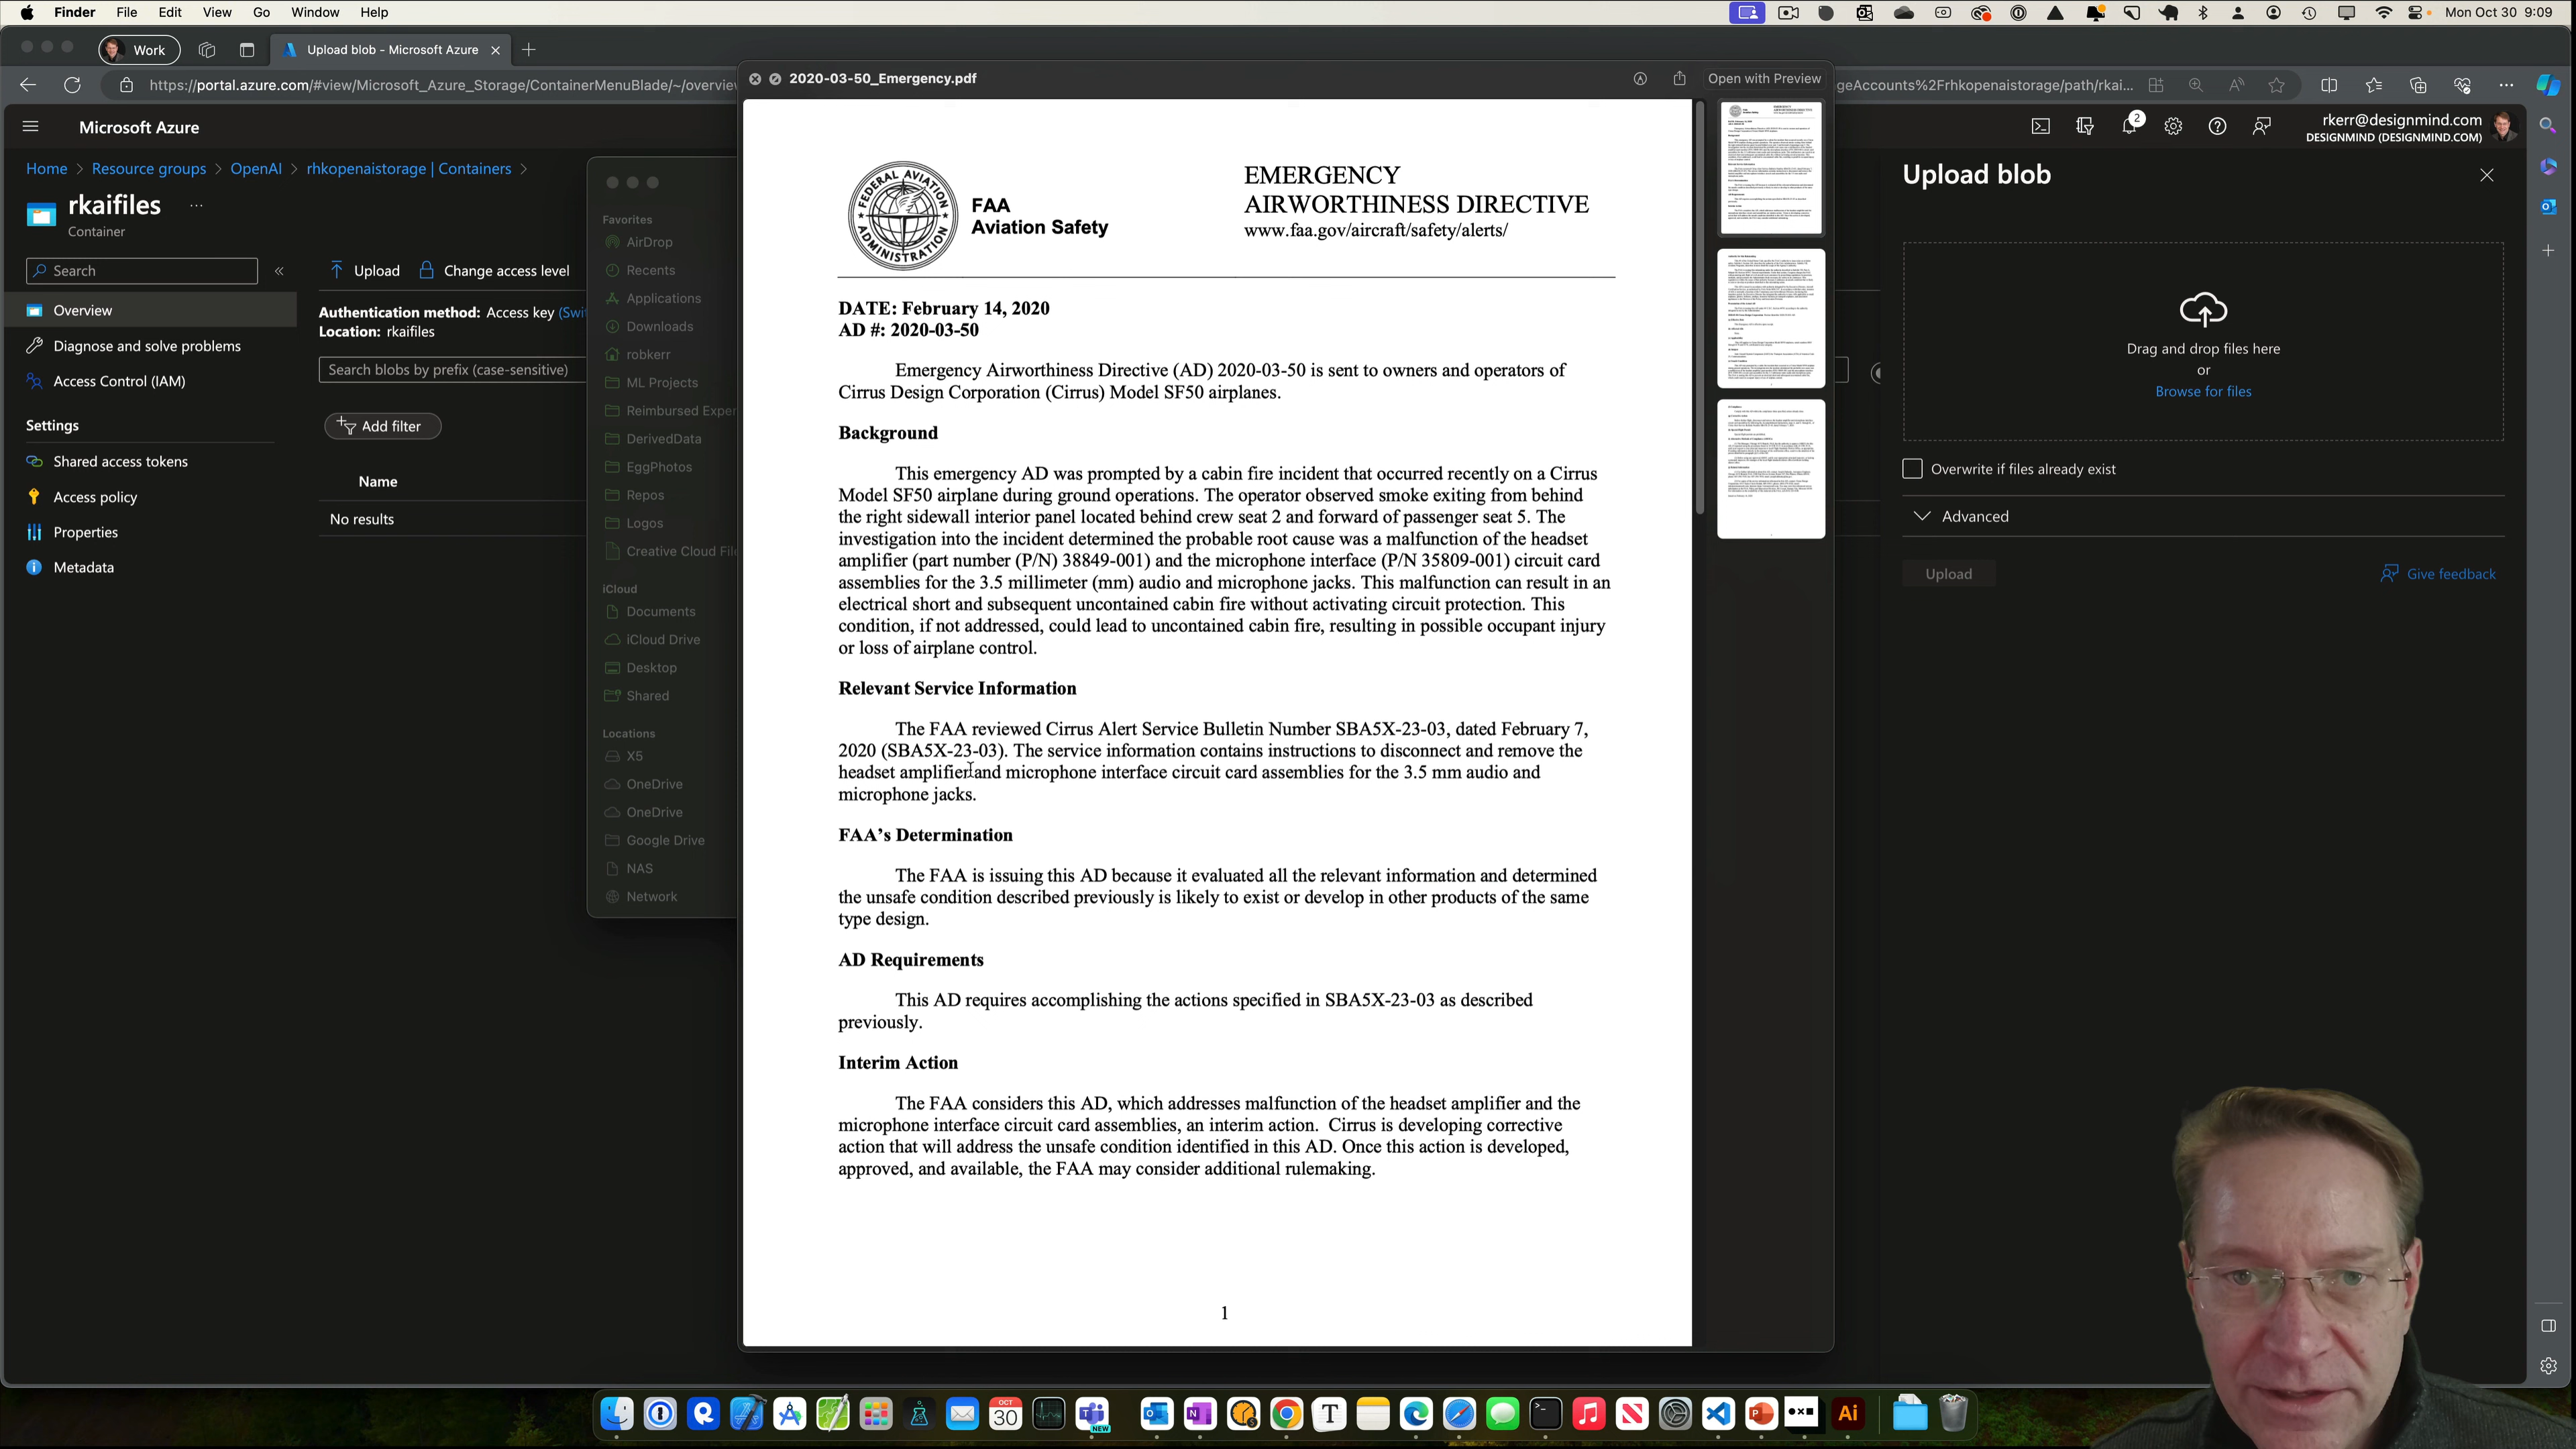 Finder File Edit View Go Window Help
Mon Oct 30 9:09
Work
Upload blob - Microsoft Azure
https://portal.azure.com/#view/Microsoft_Azure_Storage/ContainerMenuBlade/~/overvie
geAccounts%2Frhkopenaistorage/path/rkai...
Microsoft Azure
2
rkerr@designmind.com
DESIGNMIND (DESIGNMIND.COM)
Home > Resource groups > OpenAI > rhkopenaistorage | Containers >
rkaifiles ...
Container
Search
Overview
Diagnose and solve problems
Access Control (IAM)
Settings
Shared access tokens
Access policy
Properties
Metadata
Upload Change access level
Authentication method: Access key (Swi
Location: rkaifiles
Search blobs by prefix (case-sensitive)
Add filter
Name
No results
Favorites
AirDrop
Recents
Applications
Downloads
robkerr
ML Projects
Reimbursed Exper
DerivedData
EggPhotos
Repos
Logos
Creative Cloud File
iCloud
Documents
iCloud Drive
Desktop
Shared
Locations
X5
OneDrive
OneDrive
Google Drive
NAS
Network
2020-03-50_Emergency.pdf
Open with Preview
FEDERAL AVIATION
ADMINISTRATION
FAA
Aviation Safety
EMERGENCY
AIRWORTHINESS DIRECTIVE
www.faa.gov/aircraft/safety/alerts/
DATE: February 14, 2020
AD #: 2020-03-50
Emergency Airworthiness Directive (AD) 2020-03-50 is sent to owners and operators of
Cirrus Design Corporation (Cirrus) Model SF50 airplanes.
Background
This emergency AD was prompted by a cabin fire incident that occurred recently on a Cirrus
Model SF50 airplane during ground operations. The operator observed smoke exiting from behind
the right sidewall interior panel located behind crew seat 2 and forward of passenger seat 5. The
investigation into the incident determined the probable root cause was a malfunction of the headset
amplifier (part number (P/N) 38849-001) and the microphone interface (P/N 35809-001) circuit card
assemblies for the 3.5 millimeter (mm) audio and microphone jacks. This malfunction can result in an
electrical short and subsequent uncontained cabin fire without activating circuit protection. This
condition, if not addressed, could lead to uncontained cabin fire, resulting in possible occupant injury
or loss of airplane control.
Relevant Service Information
The FAA reviewed Cirrus Alert Service Bulletin Number SBA5X-23-03, dated February 7,
2020 (SBA5X-23-03). The service information contains instructions to disconnect and remove the
headset amplifier and microphone interface circuit card assemblies for the 3.5 mm audio and
microphone jacks.
FAA's Determination
The FAA is issuing this AD because it evaluated all the relevant information and determined
the unsafe condition described previously is likely to exist or develop in other products of the same
type design.
AD Requirements
This AD requires accomplishing the actions specified in SBA5X-23-03 as described
previously.
Interim Action
The FAA considers this AD, which addresses malfunction of the headset amplifier and the
microphone interface circuit card assemblies, an interim action. Cirrus is developing corrective
action that will address the unsafe condition identified in this AD. Once this action is developed,
approved, and available, the FAA may consider additional rulemaking.
1
Upload blob
Drag and drop files here
or
Browse for files
Overwrite if files already exist
Advanced
Upload
Give feedback
OCT
30
NEW
T
Ai